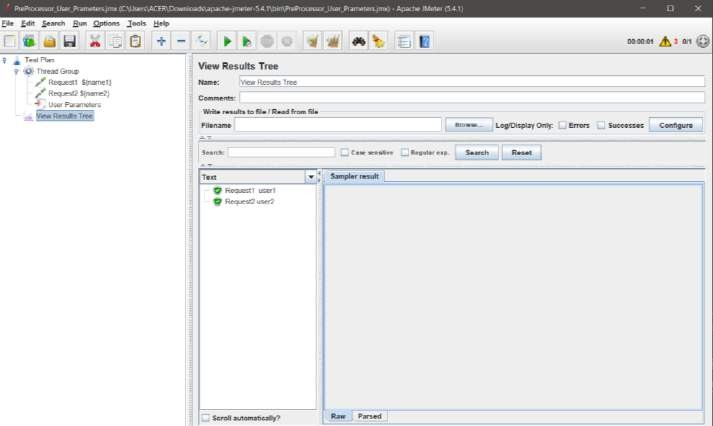 PreProcessor_User_Prameters.jmx (C:\Users\ACER\Downloads\apache-jmeter-5.4.1\bin\PreProcessor_User_Prameters.jmx) - Apache JMeter (5.4.1)
File Edit Search Run Options Tools Help
00:00:01 3 0/1
Test Plan
Thread Group
Request1 ${name1}
Request2 ${name2}
User Parameters
View Results Tree
View Results Tree
Name: View Results Tree
Comments:
Write results to file / Read from file
Filename Browse... Log/Display Only: Errors Successes Configure
Search: Case sensitive Regular exp. Search Reset
Text
Request1 user1
Request2 user2
Scroll automatically?
Sampler result
Raw Parsed